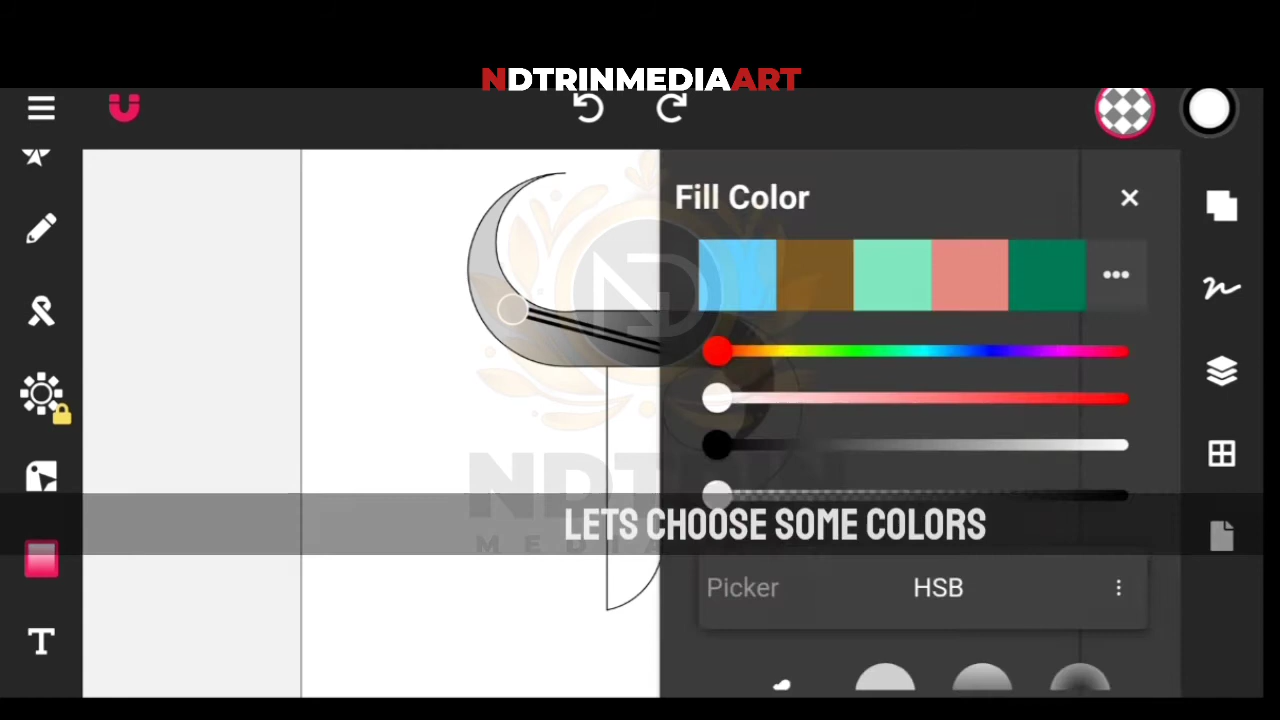 NDTRINMEDIAART
Fill Color
LETS CHOOSE SOME COLORS
Picker HSB
T